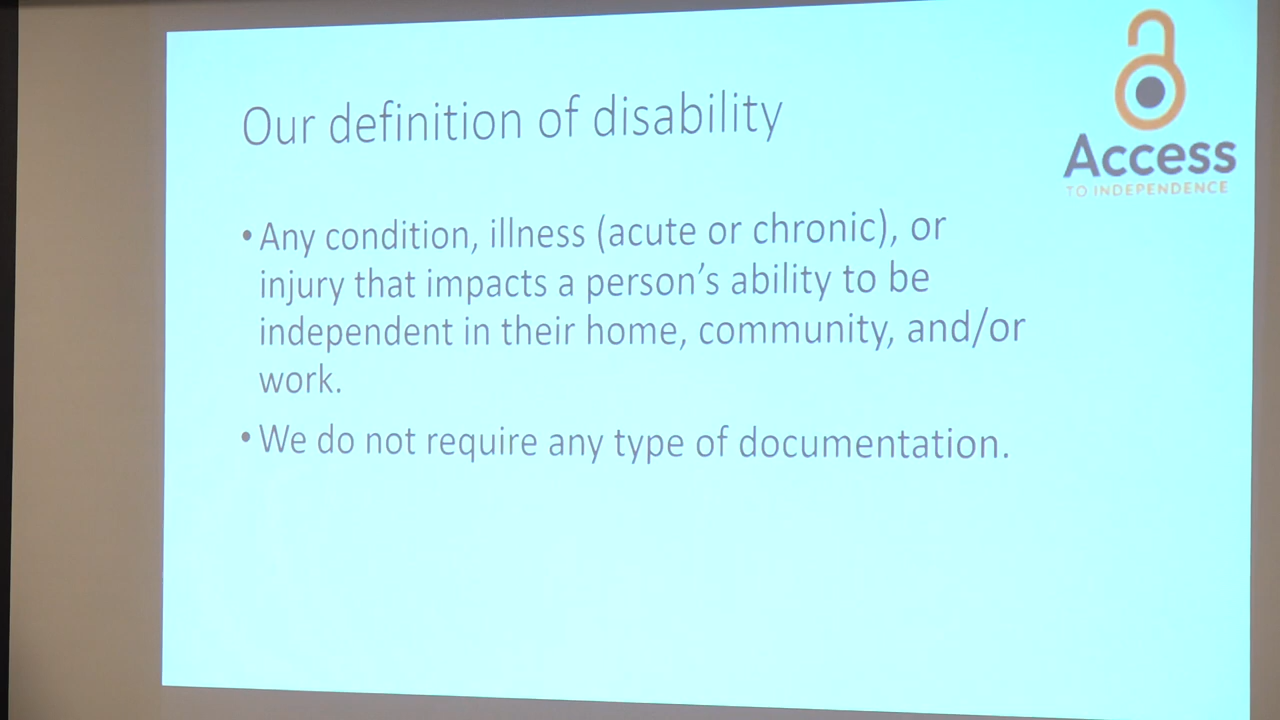 Our definition of disability
Access
TO INDEPENDENCE
• Any condition, illness (acute or chronic), or
injury that impacts a person's ability to be
independent in their home, community, and/or
work.
• We do not require any type of documentation.